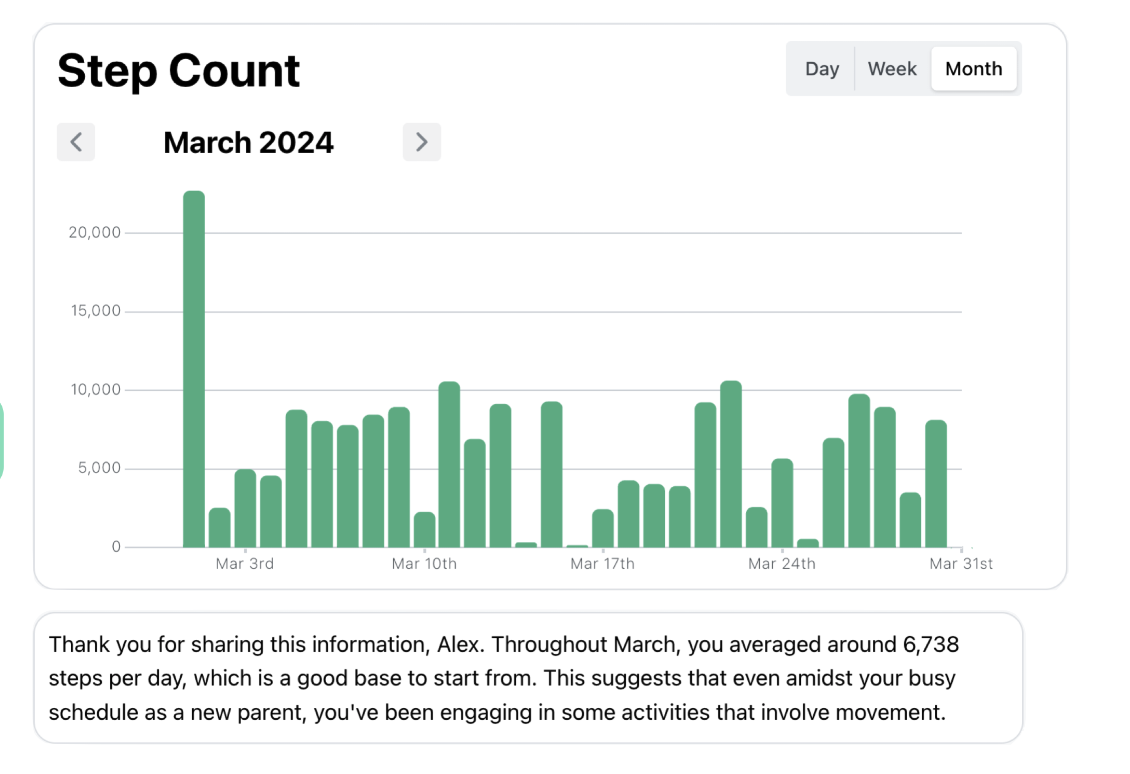 Step Count
Day Week Month
March 2024
20,000
15,000
10,000
5,000
0
Mar 3rd Mar 10th Mar 17th Mar 24th Mar 31st
Thank you for sharing this information, Alex. Throughout March, you averaged around 6,738
steps per day, which is a good base to start from. This suggests that even amidst your busy
schedule as a new parent, you've been engaging in some activities that involve movement.